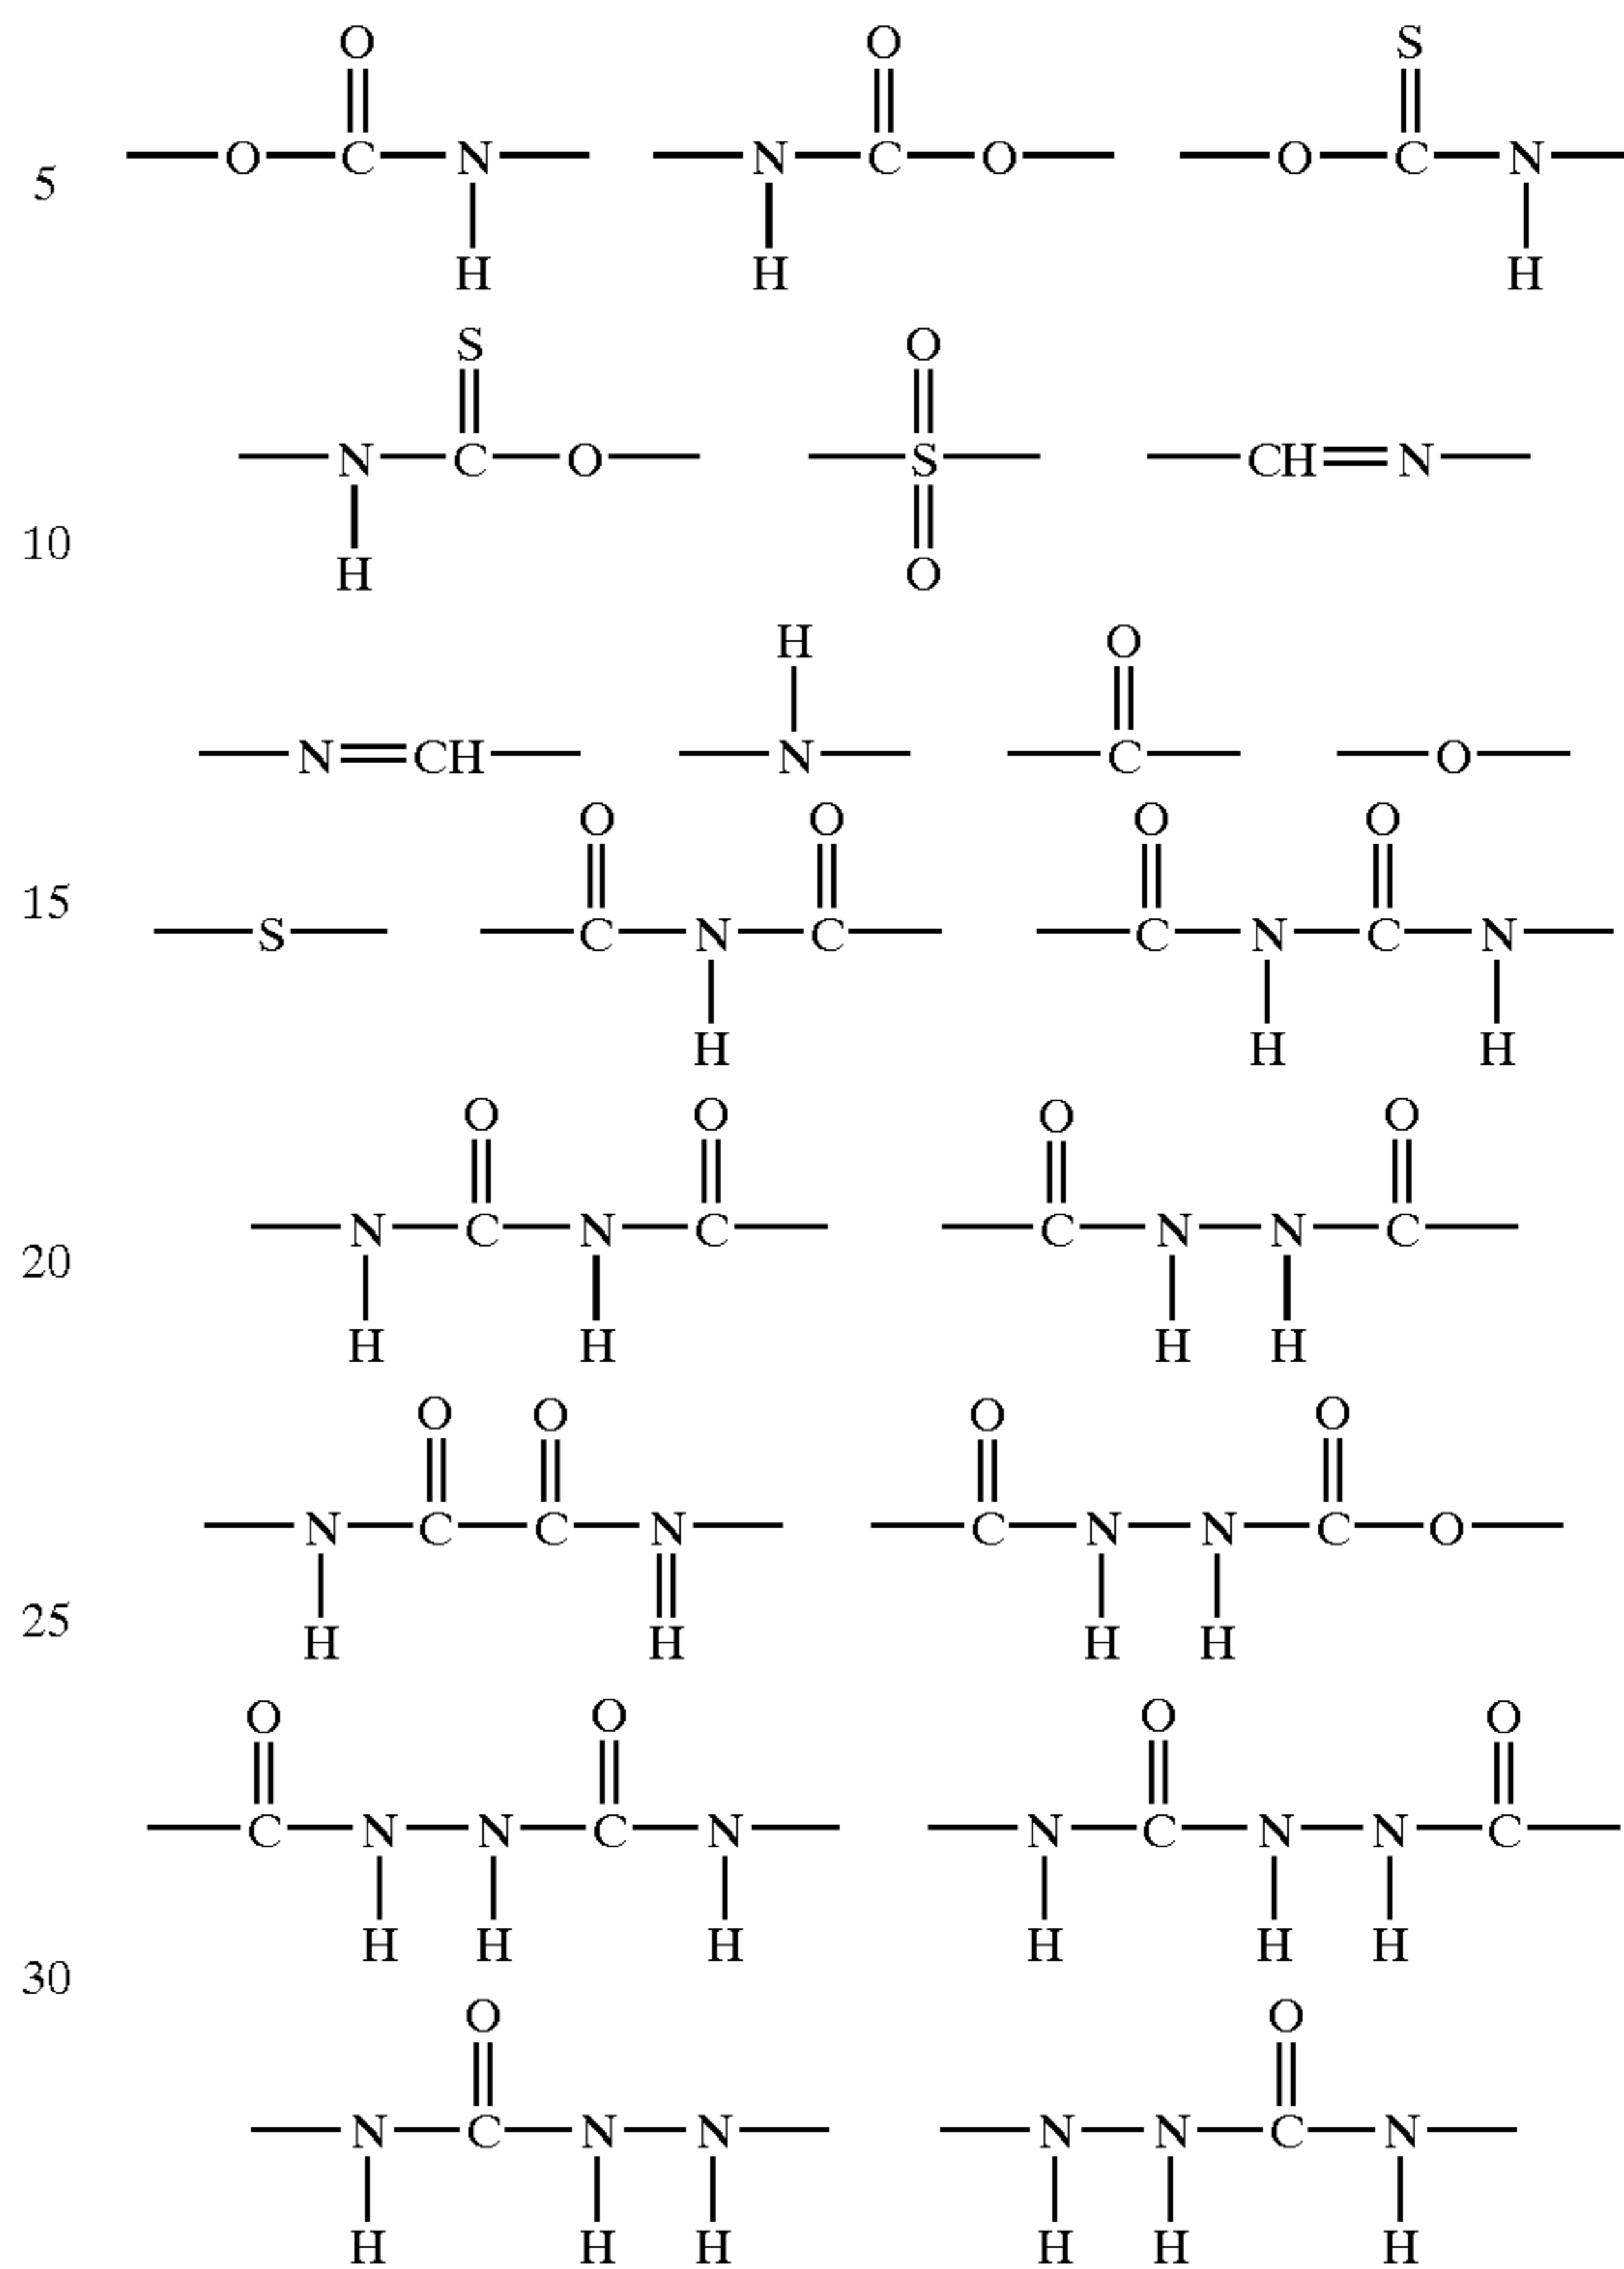 O O S
5 O C N N C O O C N
H H H
S O
N C O S CH N
10 H O
H O
N CH N C O
O O O O
15 S C N C C N C N
H H H
O O O O
N C N C C N N C
20 H H H H
O O O O
N C C N C N N C O
25 H H H H
O O O O
C N N C N N C N N C
H H H H H H
30
O O
N C N N N N C N
H H H H H H